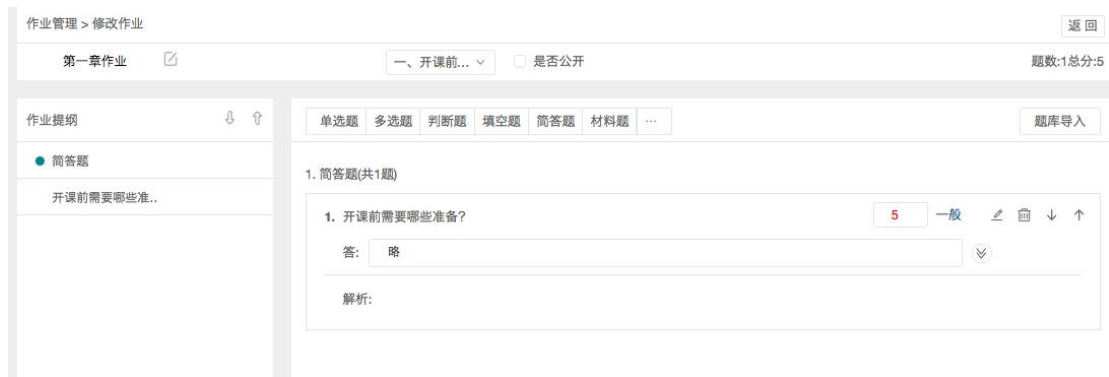 作业管理 > 修改作业
返 回
第一章作业
一、开课前...
是否公开
题数:1总分:5
作业提纲
单选题 多选题 判断题 填空题 简答题 材料题 ...
题库导入
简答题
开课前需要哪些准..
1. 简答题(共1题)
1. 开课前需要哪些准备?
5
一般
答: 略
解析: